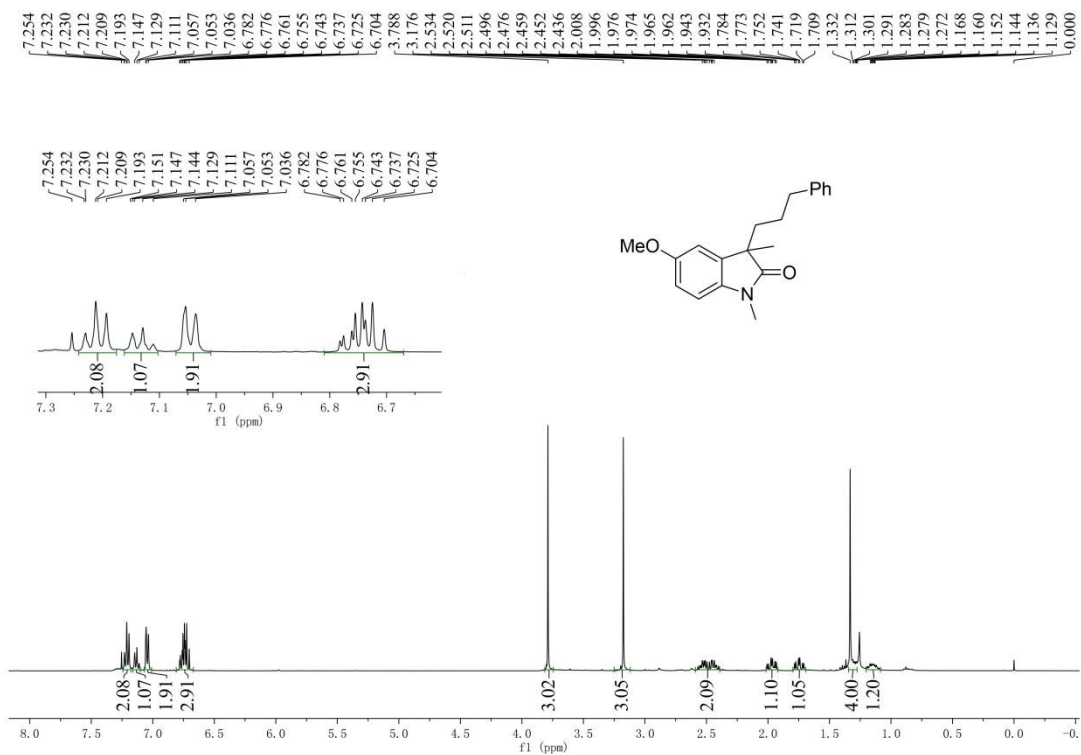 7.254 7.232 7.230 7.212 7.209 7.193 7.147 7.129 7.111 7.057 7.053 7.036 6.782 6.776 6.761 6.755 6.743 6.737 6.725 6.704 3.788 3.176 2.534 2.520 2.511 2.496 2.476 2.459 2.452 2.436 2.008 1.996 1.976 1.974 1.965 1.962 1.943 1.932 1.784 1.773 1.752 1.741 1.719 1.709 1.332 1.312 1.301 1.291 1.283 1.279 1.272 1.168 1.160 1.152 1.144 1.136 1.129 0.000
7.254 7.232 7.230 7.212 7.209 7.193 7.151 7.147 7.144 7.129 7.111 7.057 7.053 7.036 6.782 6.776 6.761 6.755 6.743 6.737 6.725 6.704
Ph
MeO
O
N
2.08 1.07 1.91 2.91
7.3 7.2 7.1 7.0 6.9 6.8 6.7
f1 (ppm)
2.08 1.07 1.91 2.91 3.02 3.05 2.09 1.10 1.05 4.00 1.20
8.0 7.5 7.0 6.5 6.0 5.5 5.0 4.5 4.0 3.5 3.0 2.5 2.0 1.5 1.0 0.5 0.0 -0.
f1 (ppm)